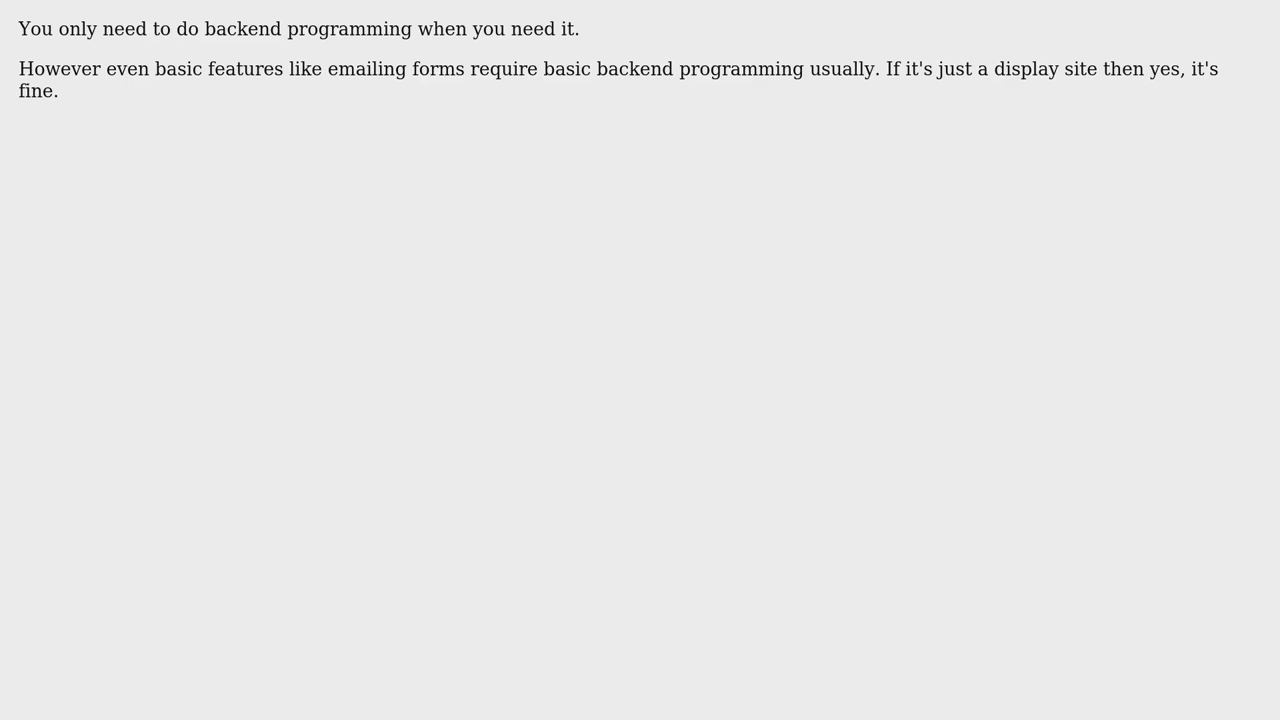 You only need to do backend programming when you need it.
However even basic features like emailing forms require basic backend programming usually. If it's just a display site then yes, it's
fine.